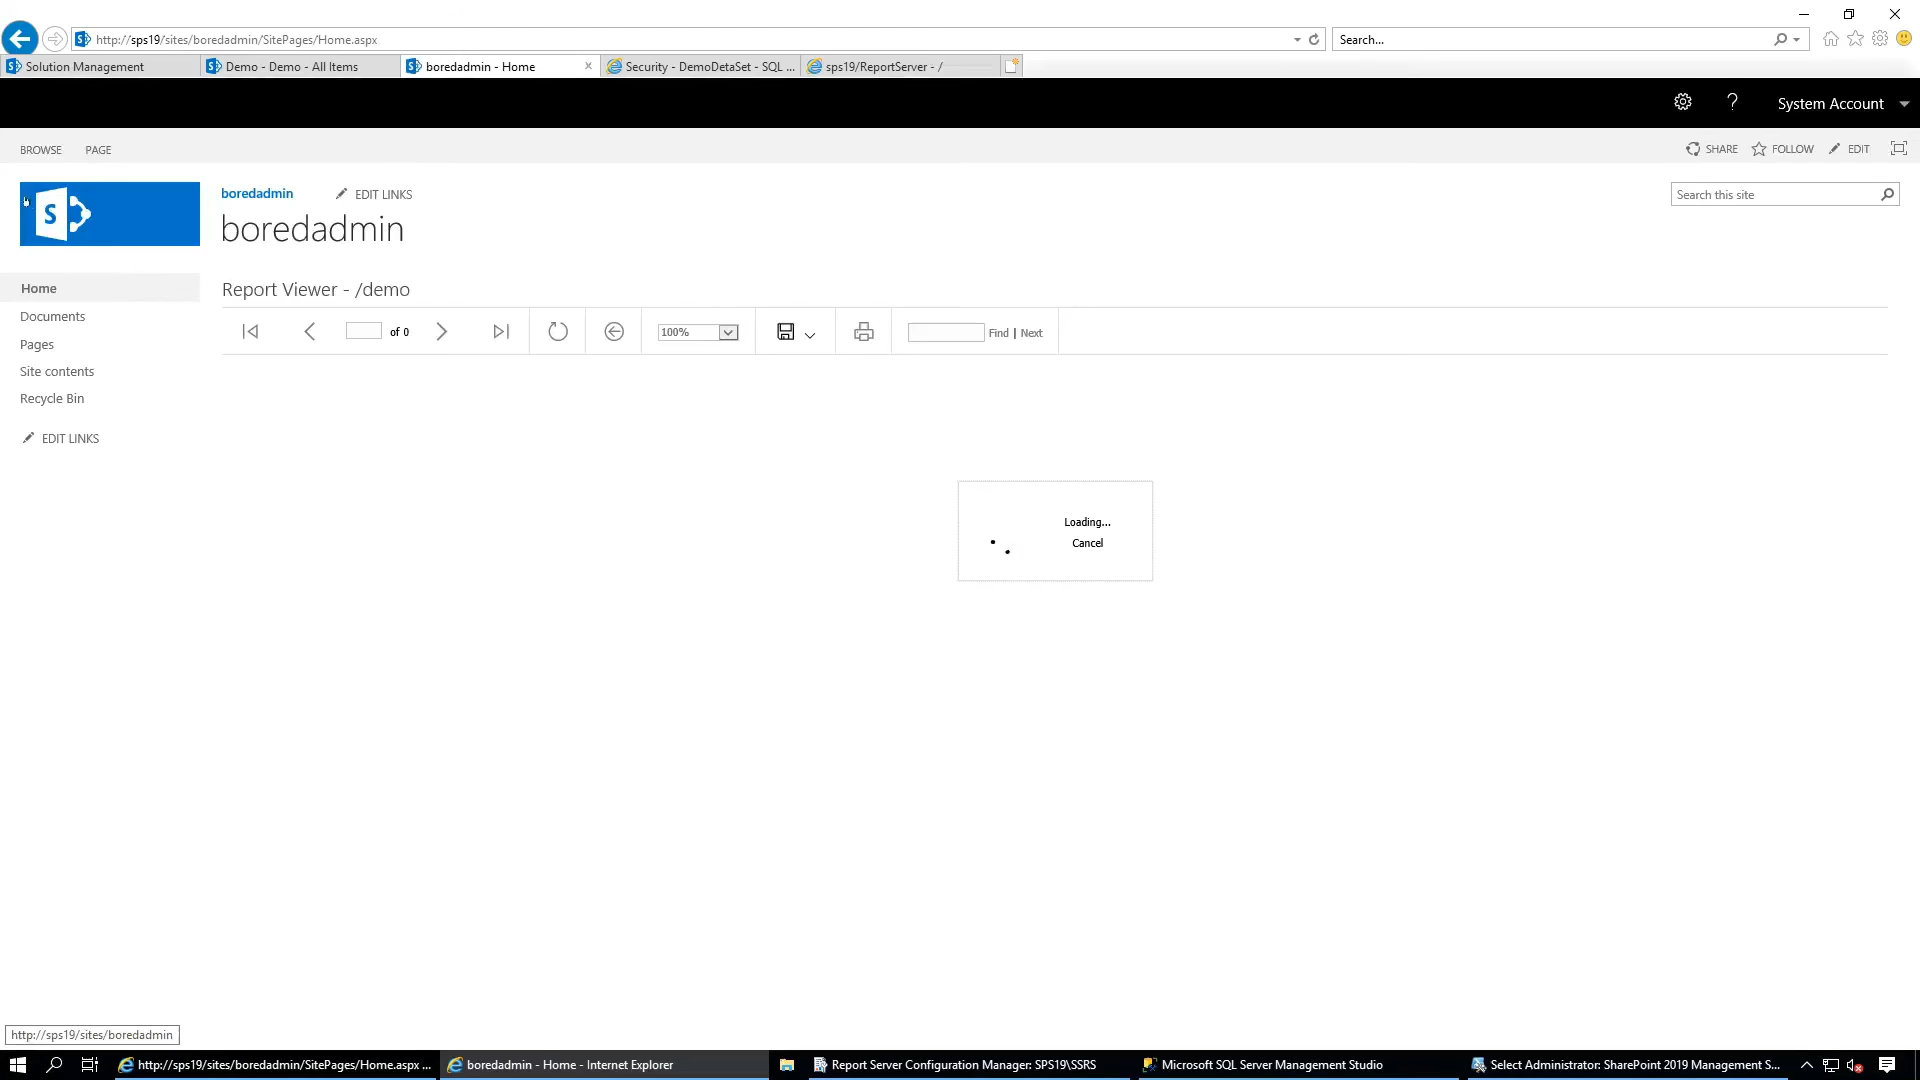 http://sps19/sites/boredadmin/SitePages/Home.aspx
Search...
Solution Management
Demo - Demo - All Items
boredadmin - Home
Security - DemoDetaSet - SQL ...
sps19/ReportServer - /
?
System Account
BROWSE
PAGE
SHARE
FOLLOW
EDIT
S
boredadmin
EDIT LINKS
Search this site
boredadmin
Home
Documents
Pages
Site contents
Recycle Bin
EDIT LINKS
Report Viewer - /demo
of 0
100%
Find | Next
Loading...
Cancel
http://sps19/sites/boredadmin
http://sps19/sites/boredadmin/SitePages/Home.aspx ...
boredadmin - Home - Internet Explorer
Report Server Configuration Manager: SPS19\SSRS
Microsoft SQL Server Management Studio
Select Administrator: SharePoint 2019 Management S...